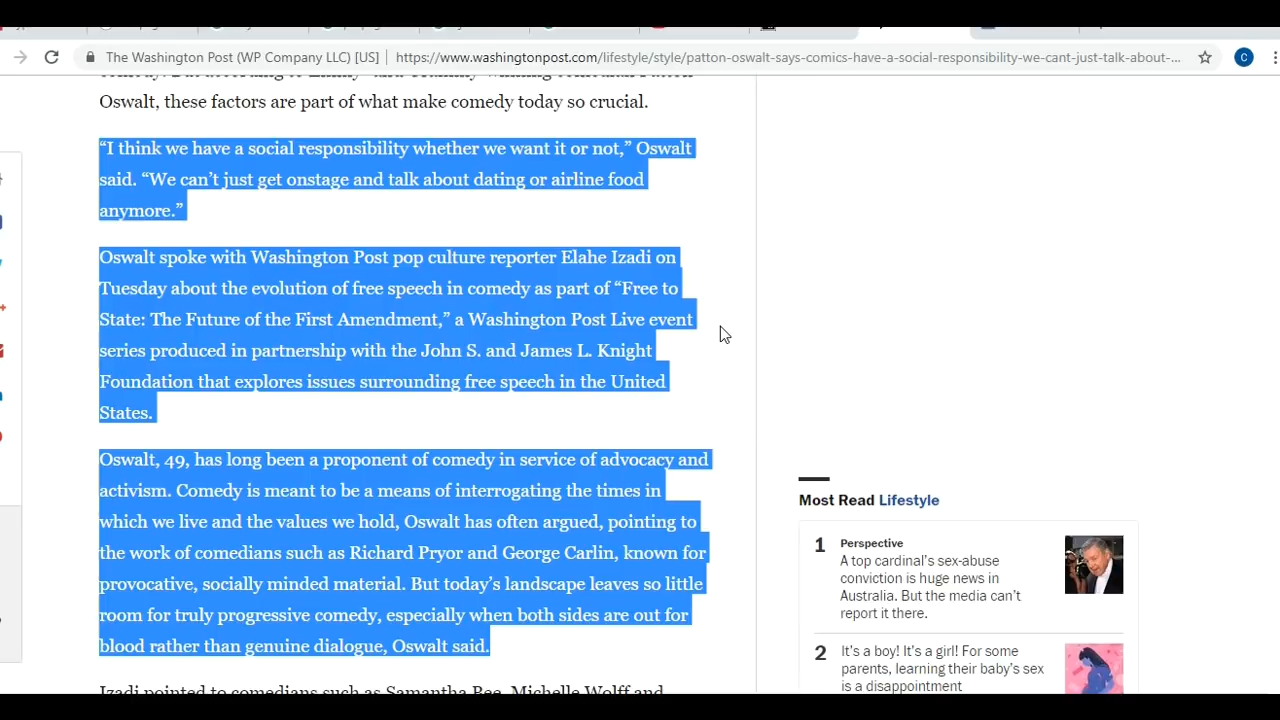 The Washington Post (WP Company LLC) [US]
https://www.washingtonpost.com/lifestyle/style/patton-oswalt-says-comics-have-a-social-responsibility-we-cant-just-talk-about-...
C
Oswalt, these factors are part of what make comedy today so crucial.
“I think we have a social responsibility whether we want it or not,” Oswalt
said. “We can’t just get onstage and talk about dating or airline food
anymore.”
Oswalt spoke with Washington Post pop culture reporter Elahe Izadi on
Tuesday about the evolution of free speech in comedy as part of “Free to
State: The Future of the First Amendment,” a Washington Post Live event
series produced in partnership with the John S. and James L. Knight
Foundation that explores issues surrounding free speech in the United
States.
Oswalt, 49, has long been a proponent of comedy in service of advocacy and
activism. Comedy is meant to be a means of interrogating the times in
which we live and the values we hold, Oswalt has often argued, pointing to
the work of comedians such as Richard Pryor and George Carlin, known for
provocative, socially minded material. But today’s landscape leaves so little
room for truly progressive comedy, especially when both sides are out for
blood rather than genuine dialogue, Oswalt said.
Izadi pointed to comedians such as Samantha Bee, Michelle Wolff and
Most Read Lifestyle
1
Perspective
A top cardinal’s sex-abuse
conviction is huge news in
Australia. But the media can’t
report it there.
2
It’s a boy! It’s a girl! For some
parents, learning their baby’s sex
is a disappointment